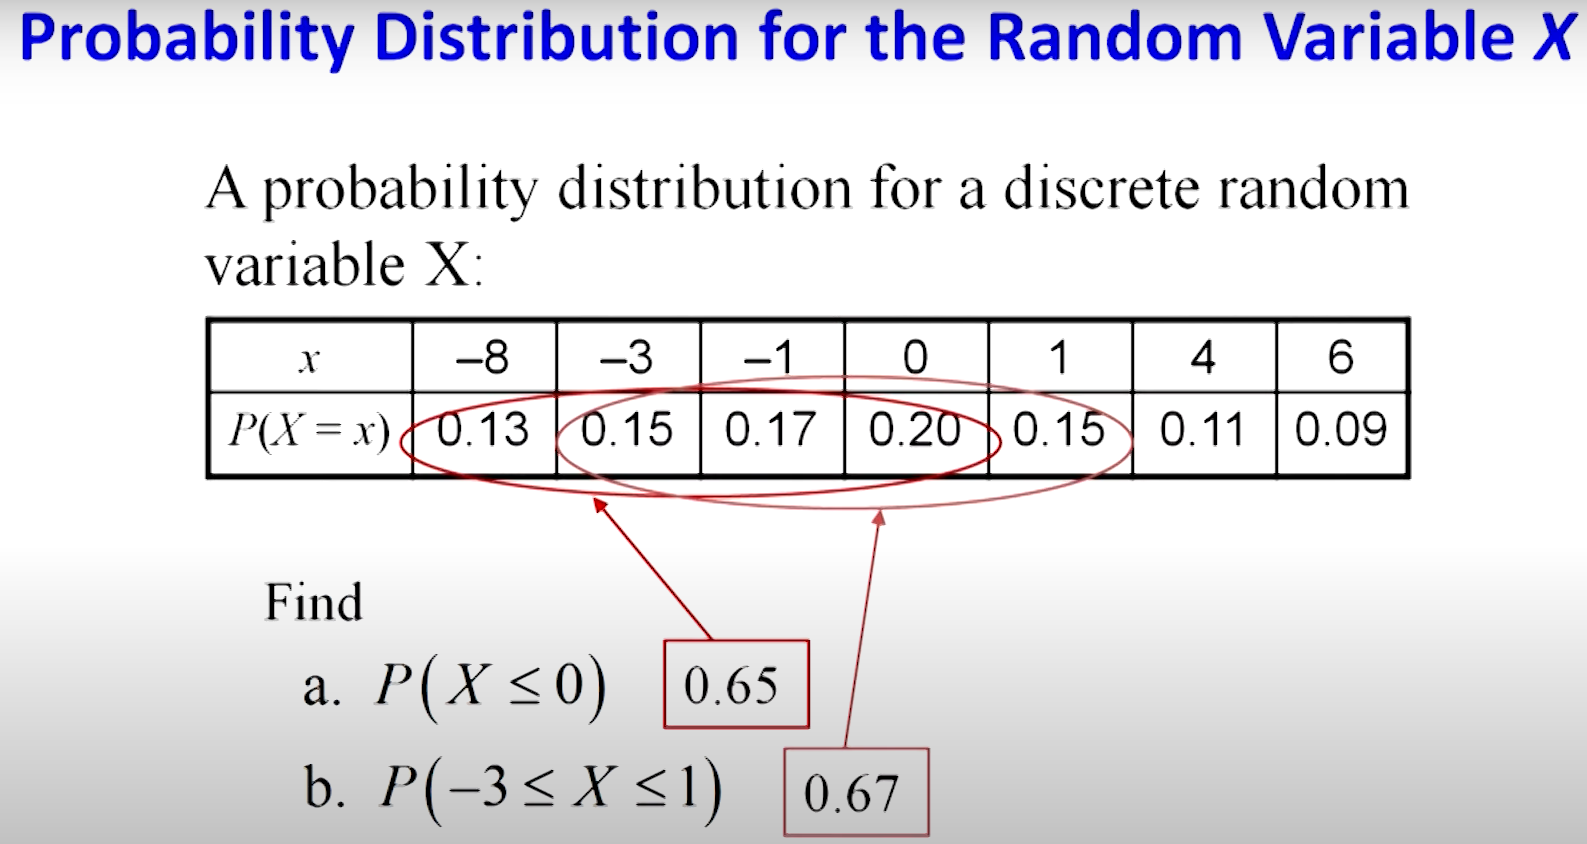 Probability Distribution for the Random Variable X
A probability distribution for a discrete random
variable X:
x –8 –3 –1 0 1 4 6
P(X = x) 0.13 0.15 0.17 0.20 0.15 0.11 0.09
Find
a. P(X ≤ 0) 0.65
b. P(–3 ≤ X ≤ 1) 0.67